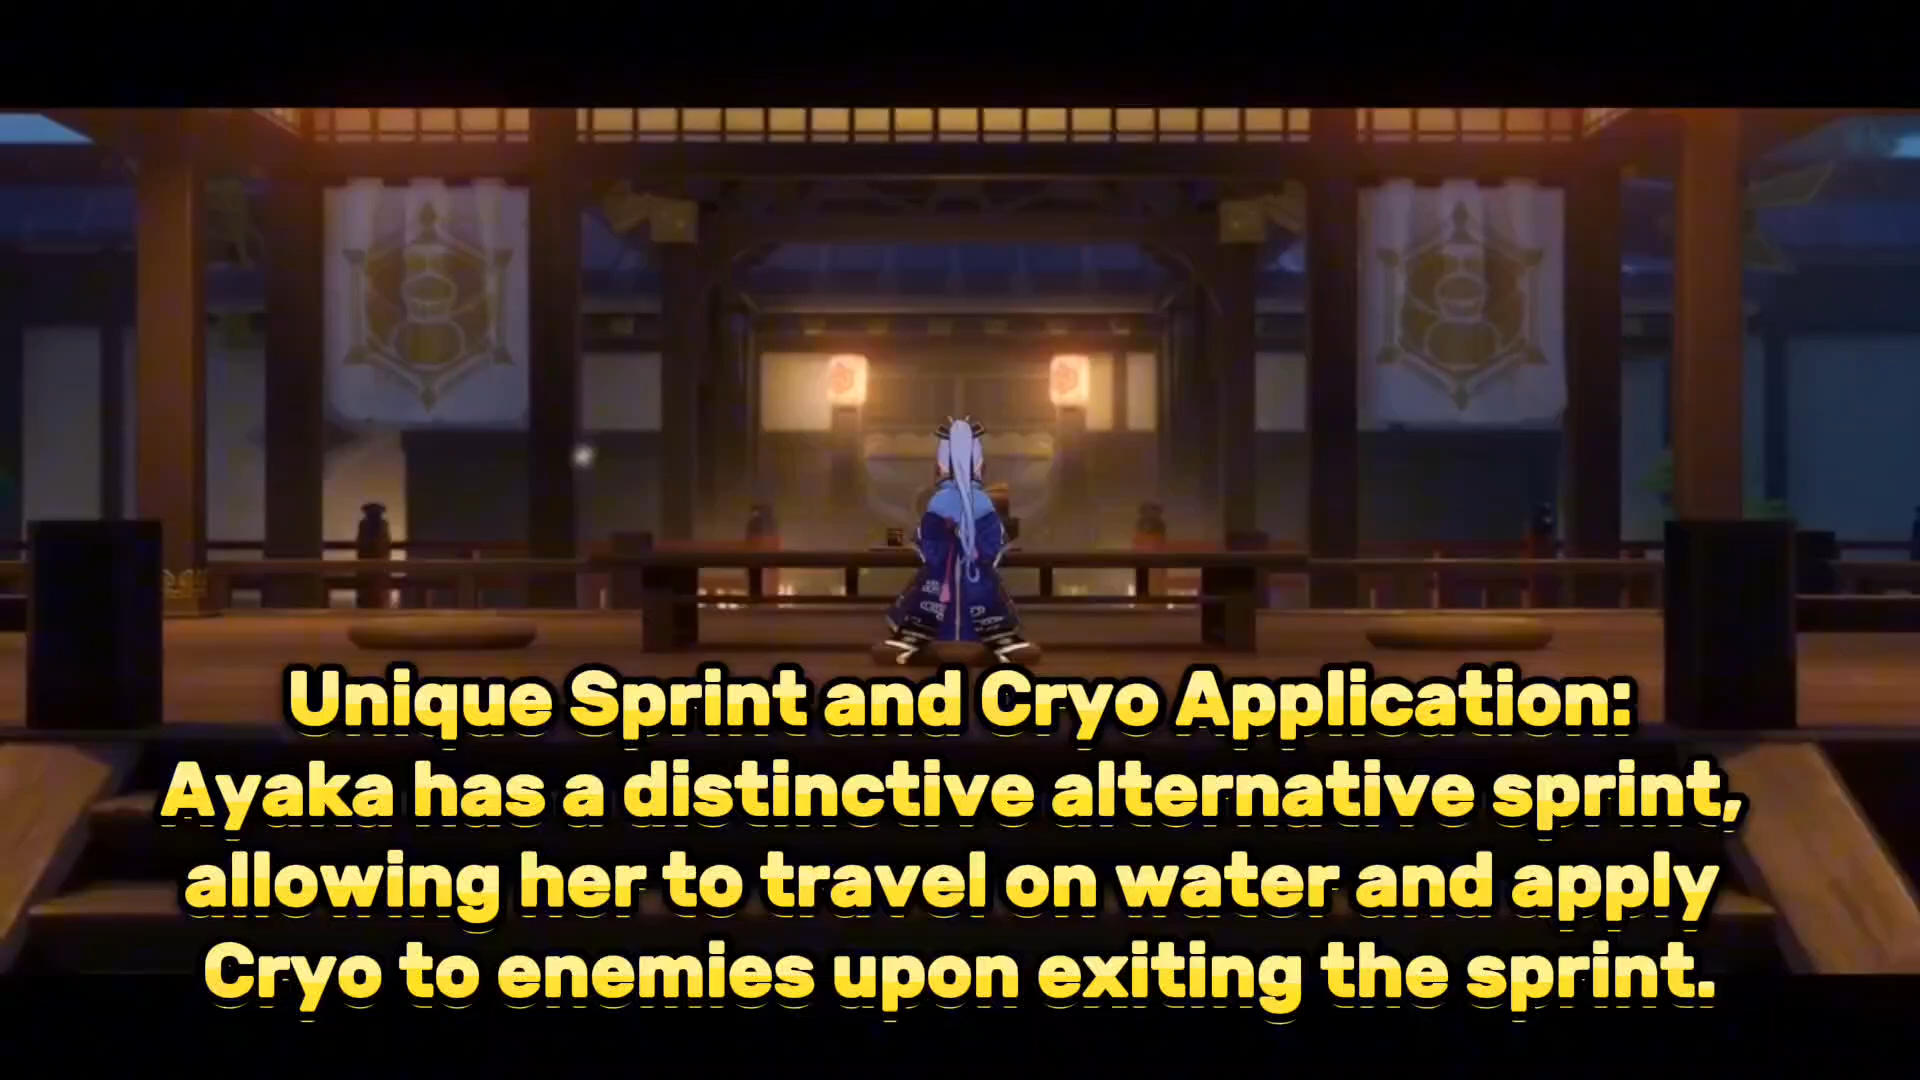 Unique Sprint and Cryo Application:
Ayaka has a distinctive alternative sprint,
allowing her to travel on water and apply
Cryo to enemies upon exiting the sprint.